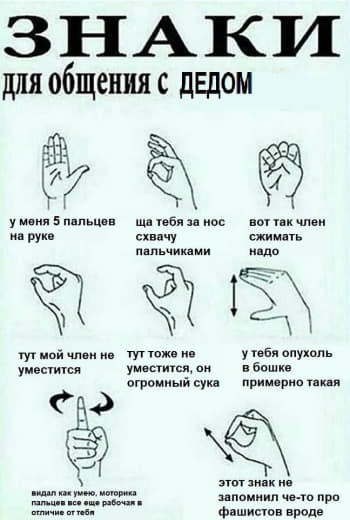 ЗНАКИ
для общения с ДЕДОМ
у меня 5 пальцев
на руке
ща тебя за нос
схвачу
пальчиками
вот так член
сжимать
надо
тут мой член не
уместится
тут тоже не
уместится, он
огромный сука
у тебя опухоль
в бошке
примерно такая
видал как умею, моторика
пальцев все еще рабочая в
отличие от тебя
этот знак не
запомнил че-то про
фашистов вроде